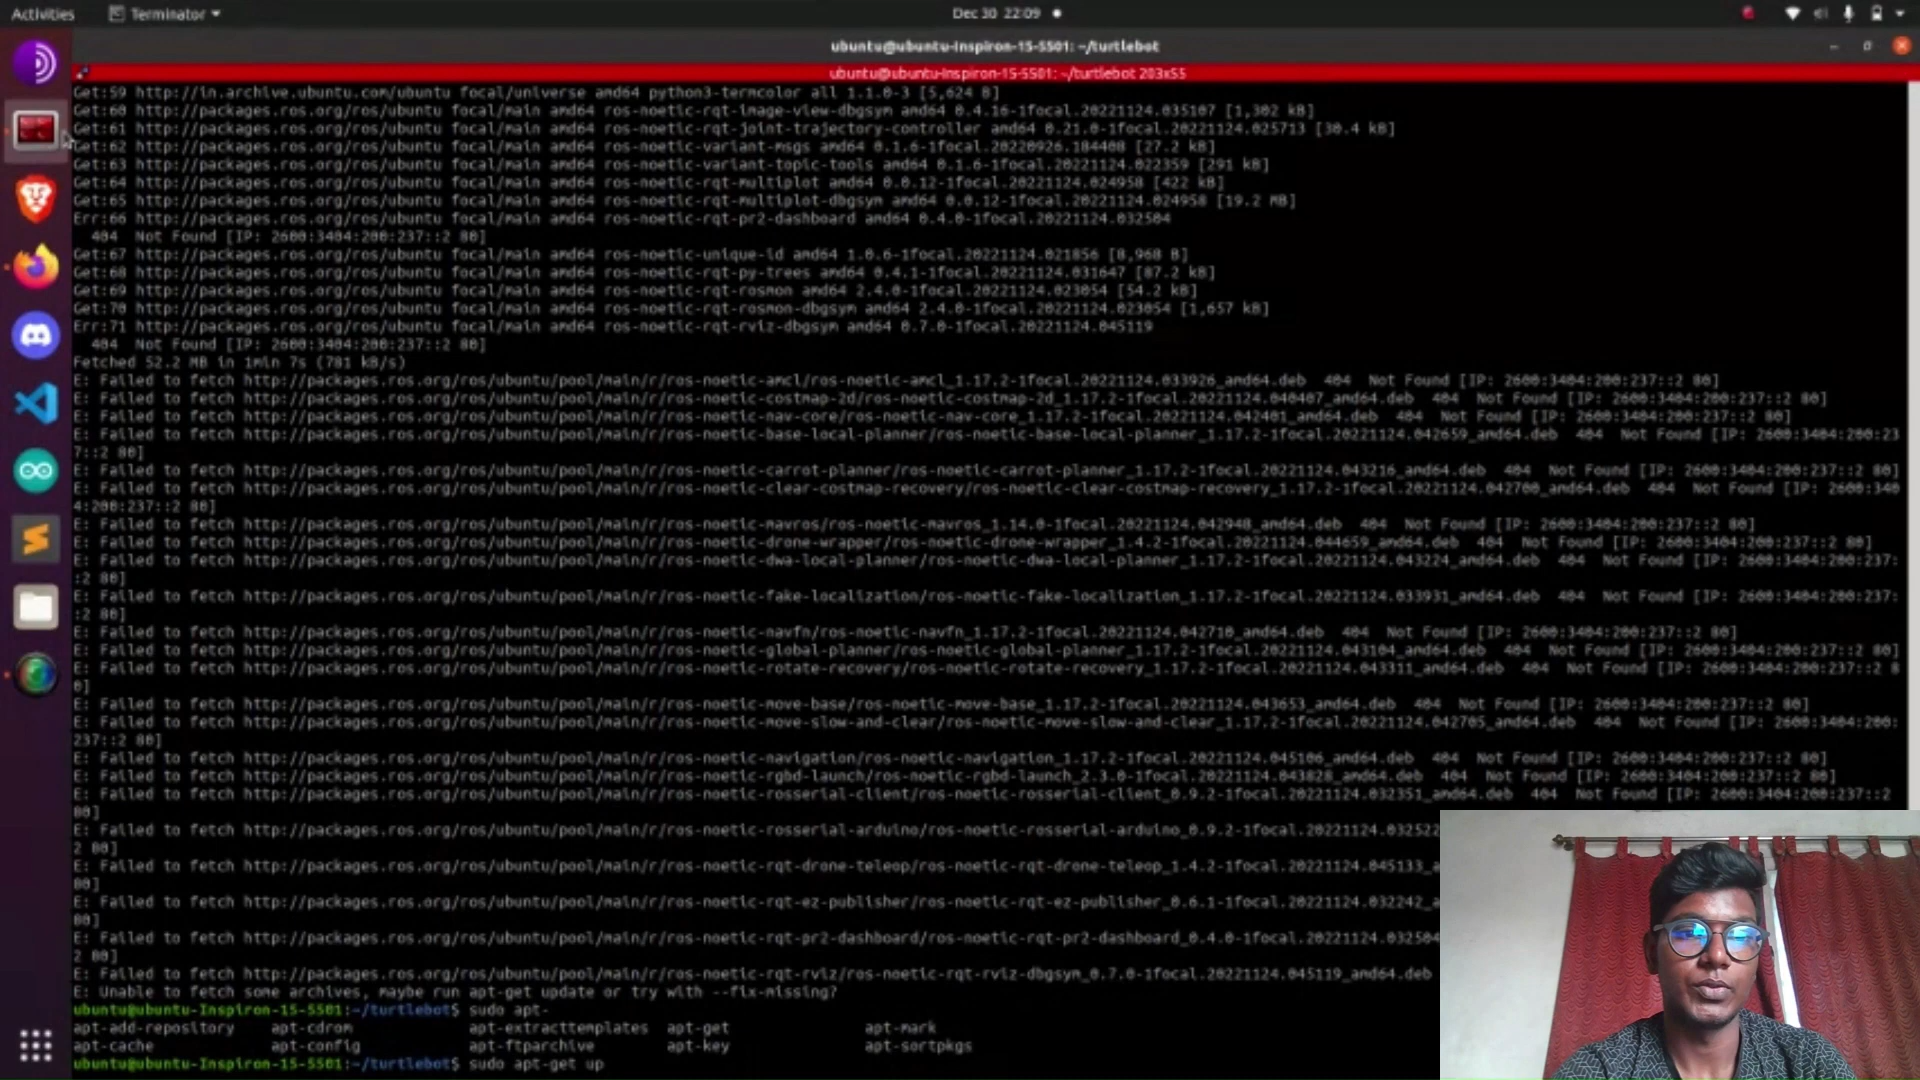 Activities
Terminator
Dec 30 22:09
ubuntu@ubuntu-Inspiron-15-5501: ~/turtlebot
ubuntu@ubuntu-Inspiron-15-5501: ~/turtlebot 203x55
Get:59 http://in.archive.ubuntu.com/ubuntu focal/universe amd64 python3-termcolor all 1.1.0-3 [5,624 B]
Get:60 http://packages.ros.org/ros/ubuntu focal/main amd64 ros-noetic-rqt-image-view-dbgsym amd64 0.4.16-1focal.20221124.035107 [1,302 kB]
Get:61 http://packages.ros.org/ros/ubuntu focal/main amd64 ros-noetic-rqt-joint-trajectory-controller amd64 0.21.0-1focal.20221124.025713 [30.4 kB]
Get:62 http://packages.ros.org/ros/ubuntu focal/main amd64 ros-noetic-variant-msgs amd64 0.1.6-1focal.20220926.184408 [27.2 kB]
Get:63 http://packages.ros.org/ros/ubuntu focal/main amd64 ros-noetic-variant-topic-tools amd64 0.1.6-1focal.20221124.022359 [291 kB]
Get:64 http://packages.ros.org/ros/ubuntu focal/main amd64 ros-noetic-rqt-multiplot amd64 0.0.12-1focal.20221124.024958 [422 kB]
Get:65 http://packages.ros.org/ros/ubuntu focal/main amd64 ros-noetic-rqt-multiplot-dbgsym amd64 0.0.12-1focal.20221124.024958 [19.2 MB]
Err:66 http://packages.ros.org/ros/ubuntu focal/main amd64 ros-noetic-rqt-pr2-dashboard amd64 0.4.0-1focal.20221124.032504
404 Not Found [IP: 2600:3404:200:237::2 80]
Get:67 http://packages.ros.org/ros/ubuntu focal/main amd64 ros-noetic-unique-id amd64 1.0.6-1focal.20221124.021856 [8,968 B]
Get:68 http://packages.ros.org/ros/ubuntu focal/main amd64 ros-noetic-rqt-py-trees amd64 0.4.1-1focal.20221124.031647 [87.2 kB]
Get:69 http://packages.ros.org/ros/ubuntu focal/main amd64 ros-noetic-rqt-rosmon amd64 2.4.0-1focal.20221124.023054 [54.2 kB]
Get:70 http://packages.ros.org/ros/ubuntu focal/main amd64 ros-noetic-rqt-rosmon-dbgsym amd64 2.4.0-1focal.20221124.023054 [1,657 kB]
Err:71 http://packages.ros.org/ros/ubuntu focal/main amd64 ros-noetic-rqt-rviz-dbgsym amd64 0.7.0-1focal.20221124.045119
404 Not Found [IP: 2600:3404:200:237::2 80]
Fetched 52.2 MB in 1min 7s (781 kB/s)
E: Failed to fetch http://packages.ros.org/ros/ubuntu/pool/main/r/ros-noetic-amcl/ros-noetic-amcl_1.17.2-1focal.20221124.033926_amd64.deb 404 Not Found [IP: 2600:3404:200:237::2 80]
E: Failed to fetch http://packages.ros.org/ros/ubuntu/pool/main/r/ros-noetic-costmap-2d/ros-noetic-costmap-2d_1.17.2-1focal.20221124.040407_amd64.deb 404 Not Found [IP: 2600:3404:200:237::2 80]
E: Failed to fetch http://packages.ros.org/ros/ubuntu/pool/main/r/ros-noetic-nav-core/ros-noetic-nav-core_1.17.2-1focal.20221124.042401_amd64.deb 404 Not Found [IP: 2600:3404:200:237::2 80]
E: Failed to fetch http://packages.ros.org/ros/ubuntu/pool/main/r/ros-noetic-base-local-planner/ros-noetic-base-local-planner_1.17.2-1focal.20221124.042659_amd64.deb 404 Not Found [IP: 2600:3404:200:23
7::2 80]
E: Failed to fetch http://packages.ros.org/ros/ubuntu/pool/main/r/ros-noetic-carrot-planner/ros-noetic-carrot-planner_1.17.2-1focal.20221124.043216_amd64.deb 404 Not Found [IP: 2600:3404:200:237::2 80]
E: Failed to fetch http://packages.ros.org/ros/ubuntu/pool/main/r/ros-noetic-clear-costmap-recovery/ros-noetic-clear-costmap-recovery_1.17.2-1focal.20221124.042700_amd64.deb 404 Not Found [IP: 2600:340
4:200:237::2 80]
E: Failed to fetch http://packages.ros.org/ros/ubuntu/pool/main/r/ros-noetic-mavros/ros-noetic-mavros_1.14.0-1focal.20221124.042948_amd64.deb 404 Not Found [IP: 2600:3404:200:237::2 80]
E: Failed to fetch http://packages.ros.org/ros/ubuntu/pool/main/r/ros-noetic-drone-wrapper/ros-noetic-drone-wrapper_1.4.2-1focal.20221124.044659_amd64.deb 404 Not Found [IP: 2600:3404:200:237::2 80]
E: Failed to fetch http://packages.ros.org/ros/ubuntu/pool/main/r/ros-noetic-dwa-local-planner/ros-noetic-dwa-local-planner_1.17.2-1focal.20221124.043224_amd64.deb 404 Not Found [IP: 2600:3404:200:237:
:2 80]
E: Failed to fetch http://packages.ros.org/ros/ubuntu/pool/main/r/ros-noetic-fake-localization/ros-noetic-fake-localization_1.17.2-1focal.20221124.033931_amd64.deb 404 Not Found [IP: 2600:3404:200:237:
:2 80]
E: Failed to fetch http://packages.ros.org/ros/ubuntu/pool/main/r/ros-noetic-navfn/ros-noetic-navfn_1.17.2-1focal.20221124.042710_amd64.deb 404 Not Found [IP: 2600:3404:200:237::2 80]
E: Failed to fetch http://packages.ros.org/ros/ubuntu/pool/main/r/ros-noetic-global-planner/ros-noetic-global-planner_1.17.2-1focal.20221124.043104_amd64.deb 404 Not Found [IP: 2600:3404:200:237::2 80]
E: Failed to fetch http://packages.ros.org/ros/ubuntu/pool/main/r/ros-noetic-rotate-recovery/ros-noetic-rotate-recovery_1.17.2-1focal.20221124.043311_amd64.deb 404 Not Found [IP: 2600:3404:200:237::2 8
0]
E: Failed to fetch http://packages.ros.org/ros/ubuntu/pool/main/r/ros-noetic-move-base/ros-noetic-move-base_1.17.2-1focal.20221124.043653_amd64.deb 404 Not Found [IP: 2600:3404:200:237::2 80]
E: Failed to fetch http://packages.ros.org/ros/ubuntu/pool/main/r/ros-noetic-move-slow-and-clear/ros-noetic-move-slow-and-clear_1.17.2-1focal.20221124.042705_amd64.deb 404 Not Found [IP: 2600:3404:200:
237::2 80]
E: Failed to fetch http://packages.ros.org/ros/ubuntu/pool/main/r/ros-noetic-navigation/ros-noetic-navigation_1.17.2-1focal.20221124.045106_amd64.deb 404 Not Found [IP: 2600:3404:200:237::2 80]
E: Failed to fetch http://packages.ros.org/ros/ubuntu/pool/main/r/ros-noetic-rgbd-launch/ros-noetic-rgbd-launch_2.3.0-1focal.20221124.043828_amd64.deb 404 Not Found [IP: 2600:3404:200:237::2 80]
E: Failed to fetch http://packages.ros.org/ros/ubuntu/pool/main/r/ros-noetic-rosserial-client/ros-noetic-rosserial-client_0.9.2-1focal.20221124.032351_amd64.deb 404 Not Found [IP: 2600:3404:200:237::2
80]
E: Failed to fetch http://packages.ros.org/ros/ubuntu/pool/main/r/ros-noetic-rosserial-arduino/ros-noetic-rosserial-arduino_0.9.2-1focal.20221124.032522
2 80]
E: Failed to fetch http://packages.ros.org/ros/ubuntu/pool/main/r/ros-noetic-rqt-drone-teleop/ros-noetic-rqt-drone-teleop_1.4.2-1focal.20221124.045133_a
80]
E: Failed to fetch http://packages.ros.org/ros/ubuntu/pool/main/r/ros-noetic-rqt-ez-publisher/ros-noetic-rqt-ez-publisher_0.6.1-1focal.20221124.032242_a
80]
E: Failed to fetch http://packages.ros.org/ros/ubuntu/pool/main/r/ros-noetic-rqt-pr2-dashboard/ros-noetic-rqt-pr2-dashboard_0.4.0-1focal.20221124.032504
2 80]
E: Failed to fetch http://packages.ros.org/ros/ubuntu/pool/main/r/ros-noetic-rqt-rviz/ros-noetic-rqt-rviz-dbgsym_0.7.0-1focal.20221124.045119_amd64.deb
E: Unable to fetch some archives, maybe run apt-get update or try with --fix-missing?
ubuntu@ubuntu-Inspiron-15-5501:~/turtlebot$ sudo apt-
apt-add-repository apt-cdrom apt-extracttemplates apt-get apt-mark
apt-cache apt-config apt-ftparchive apt-key apt-sortpkgs
ubuntu@ubuntu-Inspiron-15-5501:~/turtlebot$ sudo apt-get up